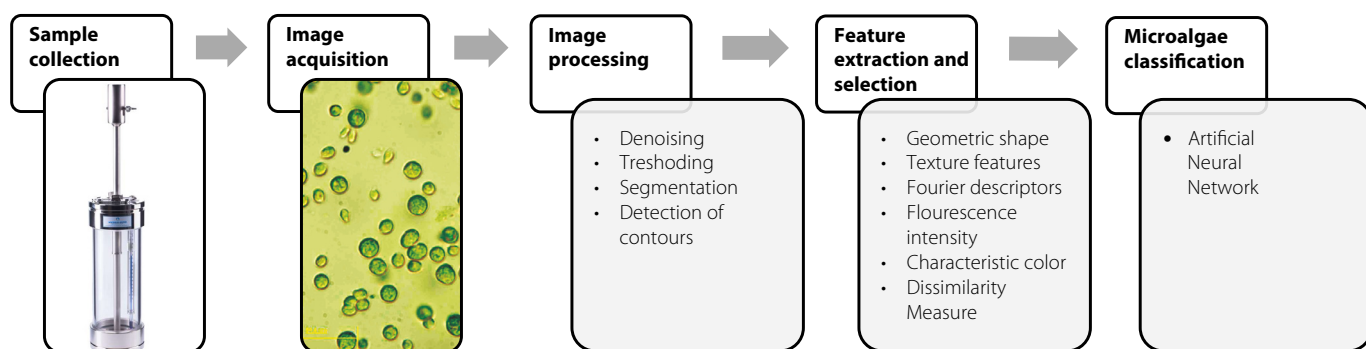 Sample
collection
Image
acquisition
Image
processing
Feature
extraction and
selection
Microalgae
classification
• Denoising
• Treshoding
• Segmentation
• Detection of
contours
• Geometric shape
• Texture features
• Fourier descriptors
• Flourescence
intensity
• Characteristic color
• Dissimilarity
Measure
• Artificial
Neural
Network